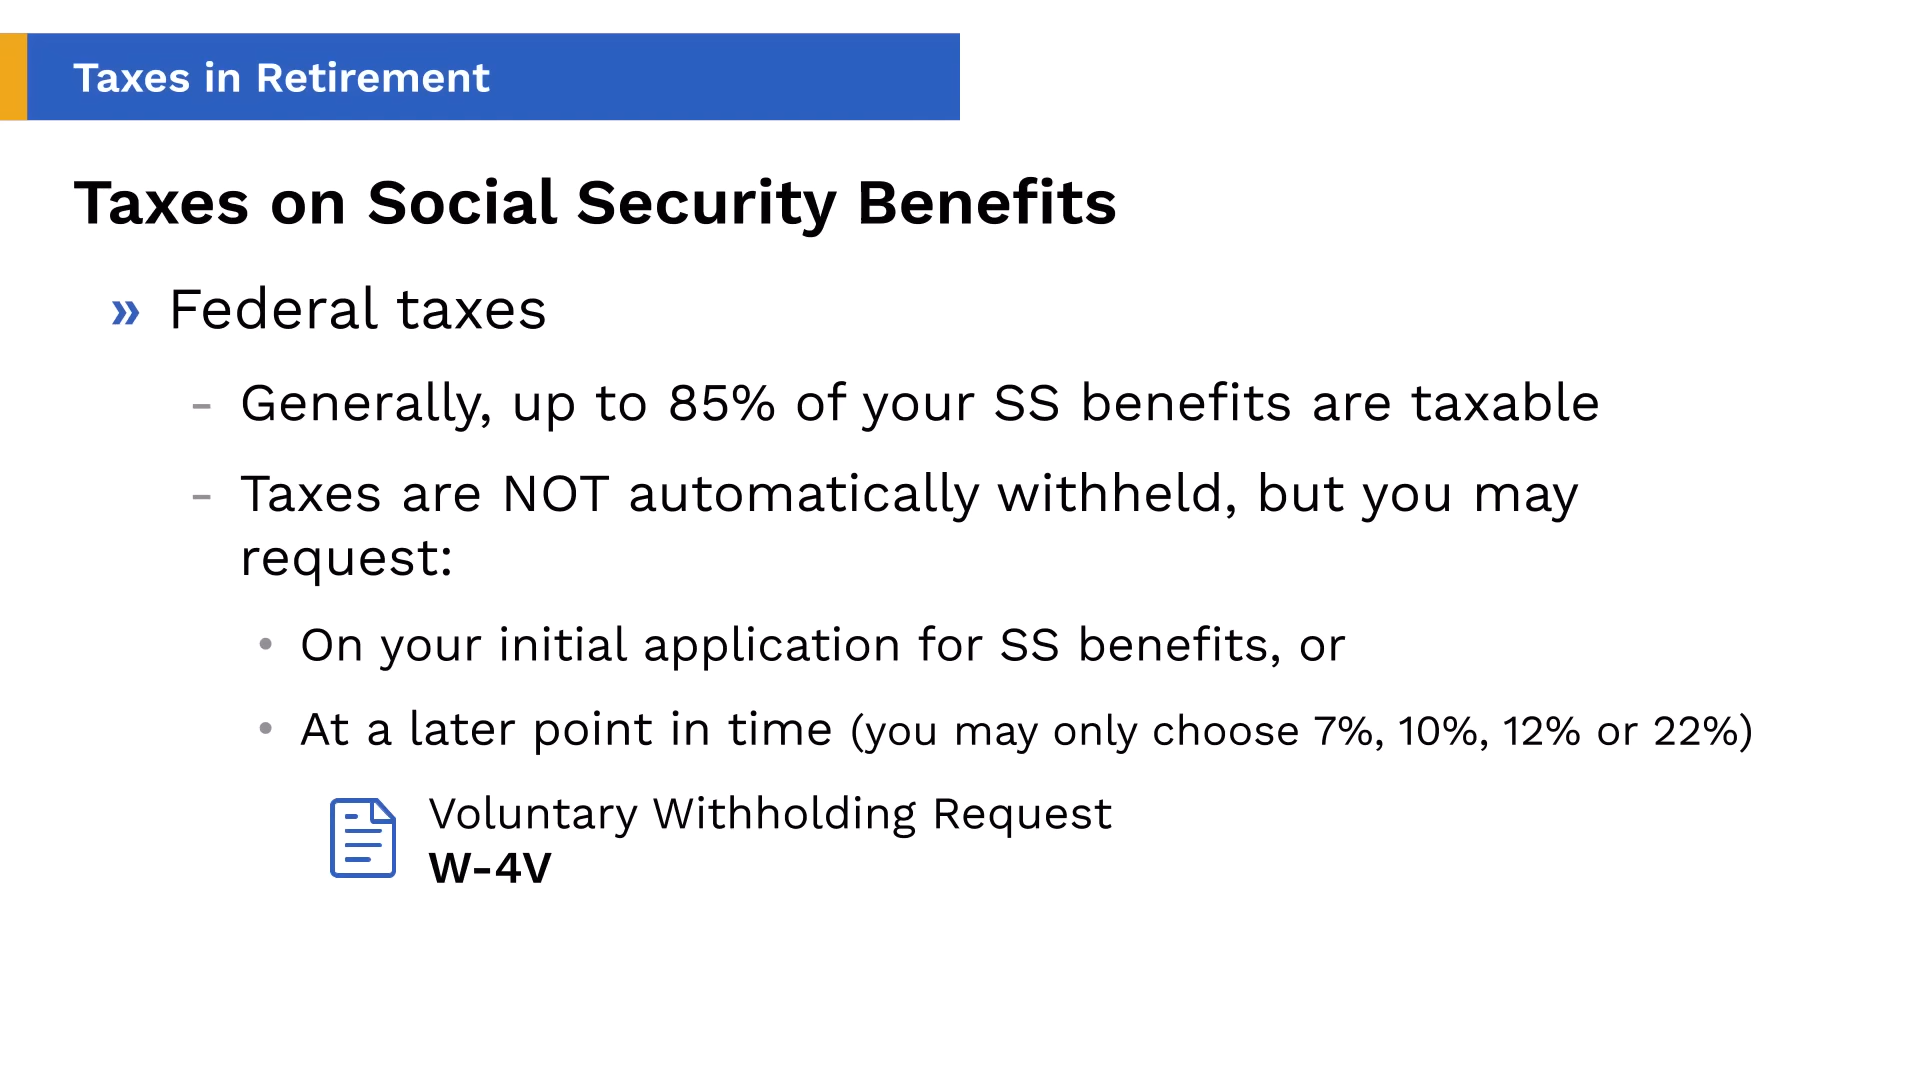 Taxes in Retirement
Taxes on Social Security Benefits
» Federal taxes
- Generally, up to 85% of your SS benefits are taxable
- Taxes are NOT automatically withheld, but you may
request:
• On your initial application for SS benefits, or
• At a later point in time (you may only choose 7%, 10%, 12% or 22%)
Voluntary Withholding Request
W-4V